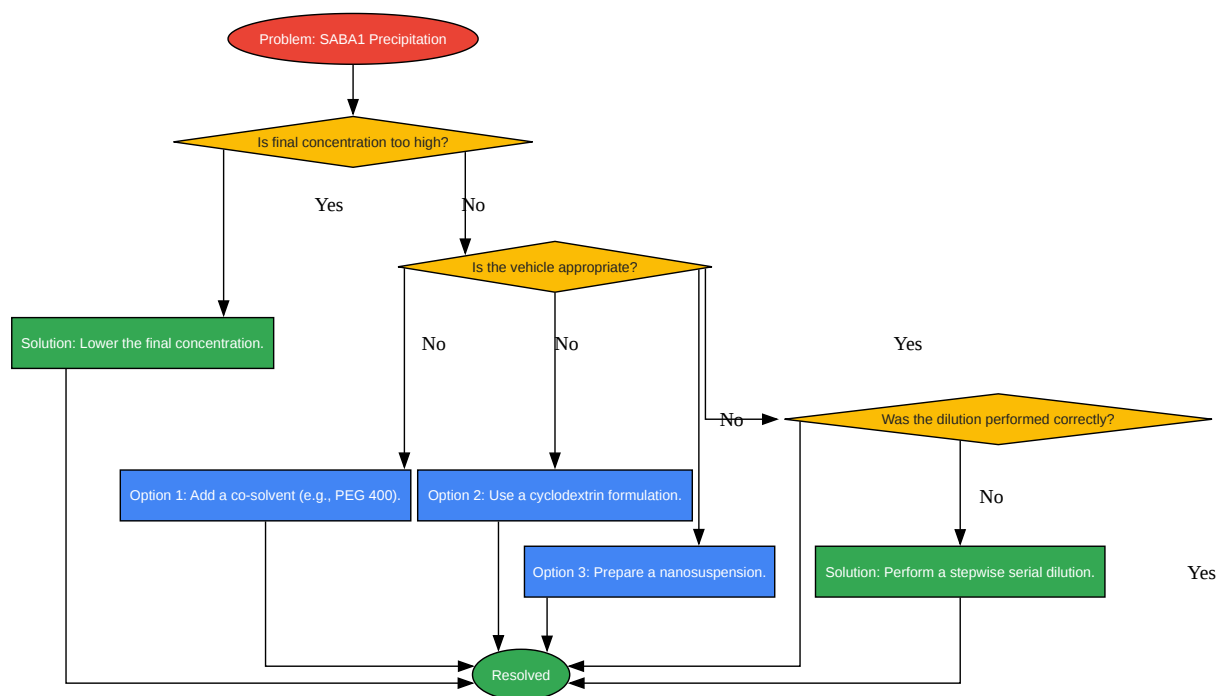 Problem: SABA1 Precipitation
Is final concentration too high?
Yes
No
Is the vehicle appropriate?
Solution: Lower the final concentration.
No
No
Yes
No
Was the dilution performed correctly?
Option 1: Add a co-solvent (e.g., PEG 400).
Option 2: Use a cyclodextrin formulation.
No
Option 3: Prepare a nanosuspension.
Solution: Perform a stepwise serial dilution.
Yes
Resolved